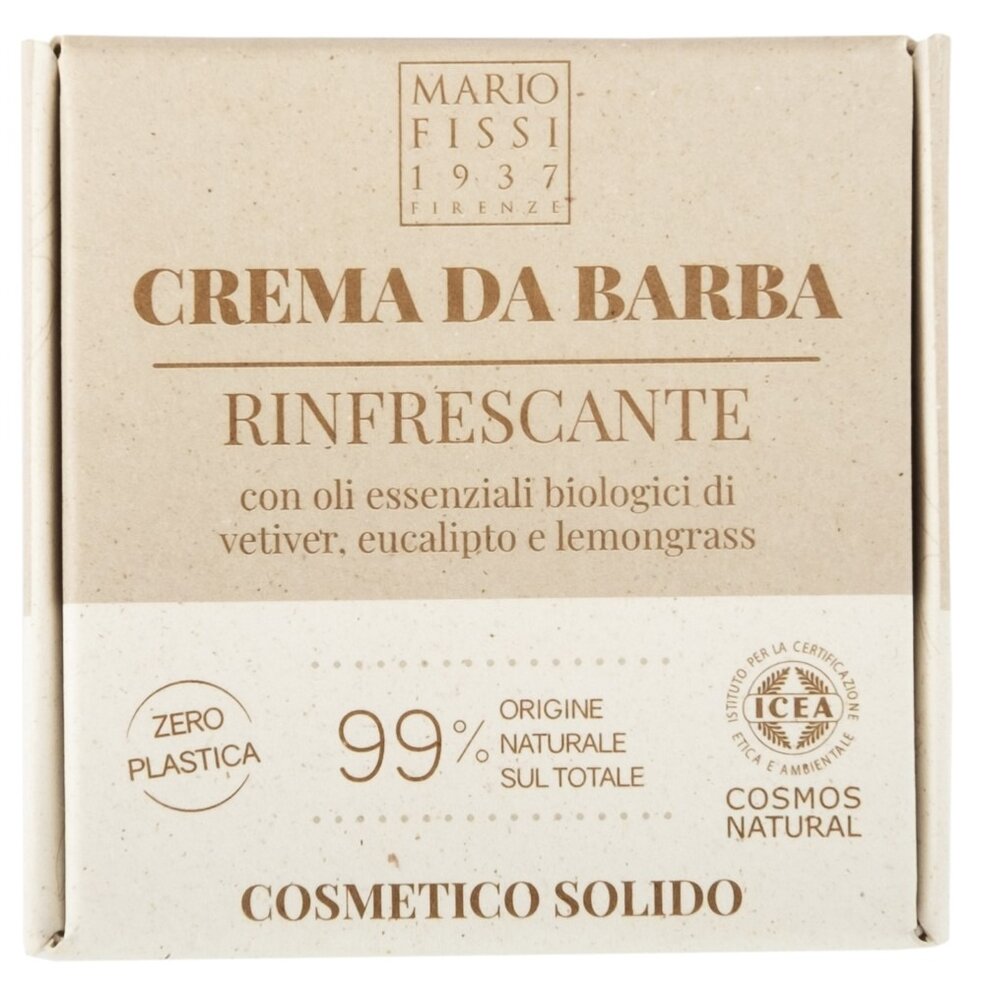 MARIO
FISSI
1937
FIRENZE
CREMA DA BARBA
RINFRESCANTE
con oli essenziali biologici di
vetiver, eucalipto e lemongrass
ZERO
PLASTICA
99%
ORIGINE
NATURALE
SUL TOTALE
ISTITUTO PER LA CERTIFICAZIONE
ETICA E AMBIENTALE
ICEA
COSMOS
NATURAL
COSMETICO SOLIDO